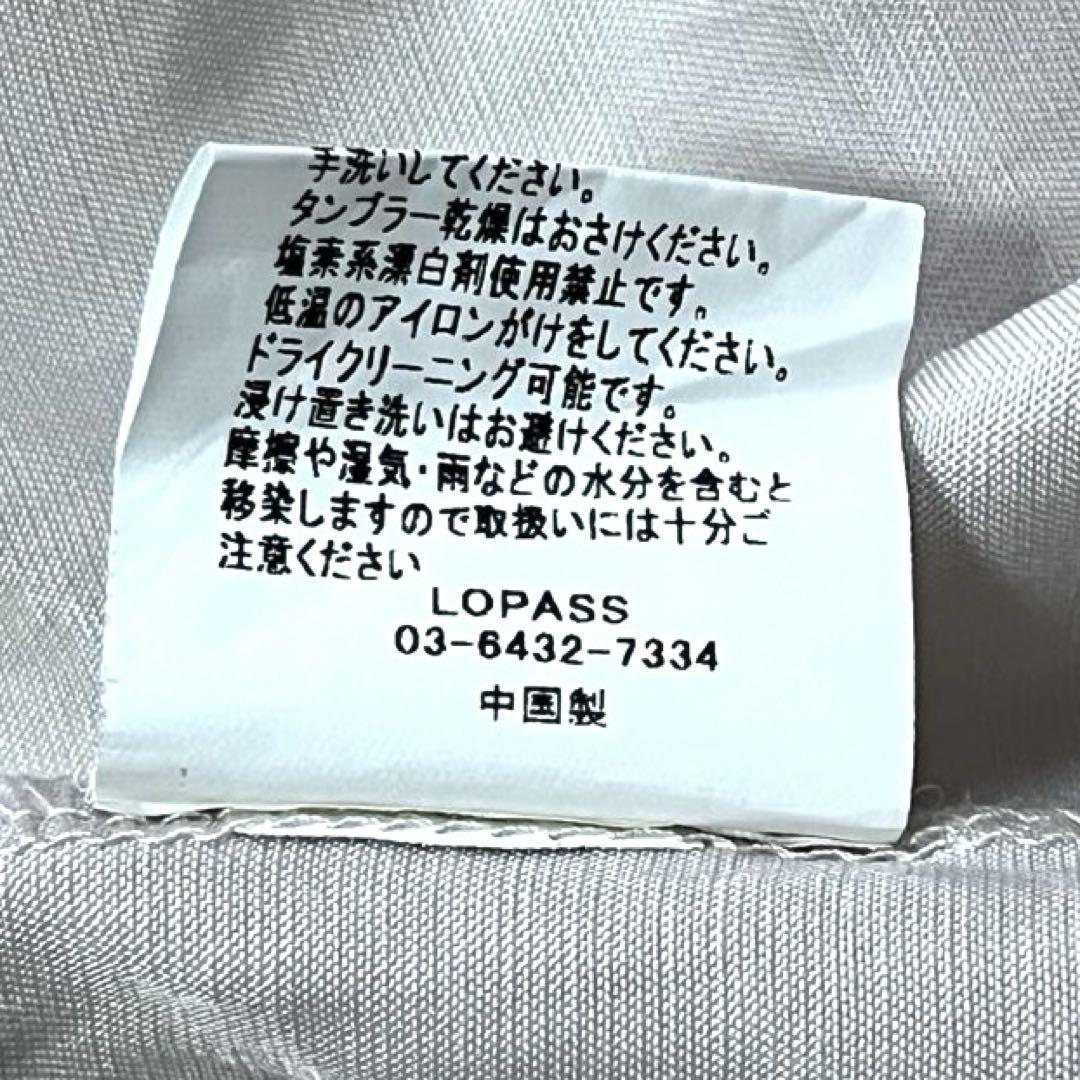 手洗いしてください。
タンブラー乾燥はおさけください。
塩素系漂白剤使用禁止です。
低温のアイロンがけをしてください。
ドライクリーニング可能です。
浸け置き洗いはお避けください。
摩擦や湿気・雨などの水分を含むと
移染しますので取扱いには十分ご
注意ください
LOPASS
03-6432-7334
中国製